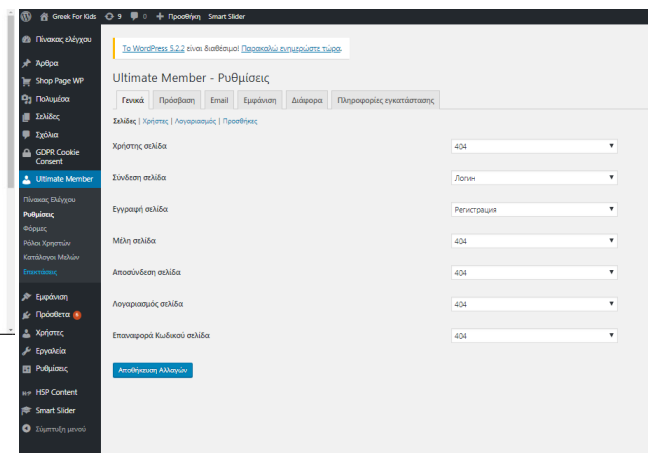 Greek For Kids 9 0 + Προσθήκη Smart Slider
Πίνακας ελέγχου
Άρθρα
Shop Page WP
Πολυμέσα
Σελίδες
Σχόλια
GDPR Cookie
Consent
Ultimate Member
Πίνακας Ελέγχου
Ρυθμίσεις
Φόρμες
Ρόλοι Χρηστών
Κατάλογοι Μελών
Επεκτάσεις
Εμφάνιση
Πρόσθετα 6
Χρήστες
Εργαλεία
Ρυθμίσεις
HSP HSP Content
Smart Slider
Σύμπτυξη μενού
Το WordPress 5.2.2 είναι διαθέσιμο! Παρακαλώ ενημερώστε τώρα.
Ultimate Member - Ρυθμίσεις
Γενικά Πρόσβαση Email Εμφάνιση Διάφορα Πληροφορίες εγκατάστασης
Σελίδες | Χρήστες | Λογαριασμός | Προσθήκες
Χρήστης σελίδα 404
Σύνδεση σελίδα Логин
Εγγραφή σελίδα Регистрация
Μέλη σελίδα 404
Αποσύνδεση σελίδα 404
Λογαριασμός σελίδα 404
Επαναφορά Κωδικού σελίδα 404
Αποθήκευση Αλλαγών